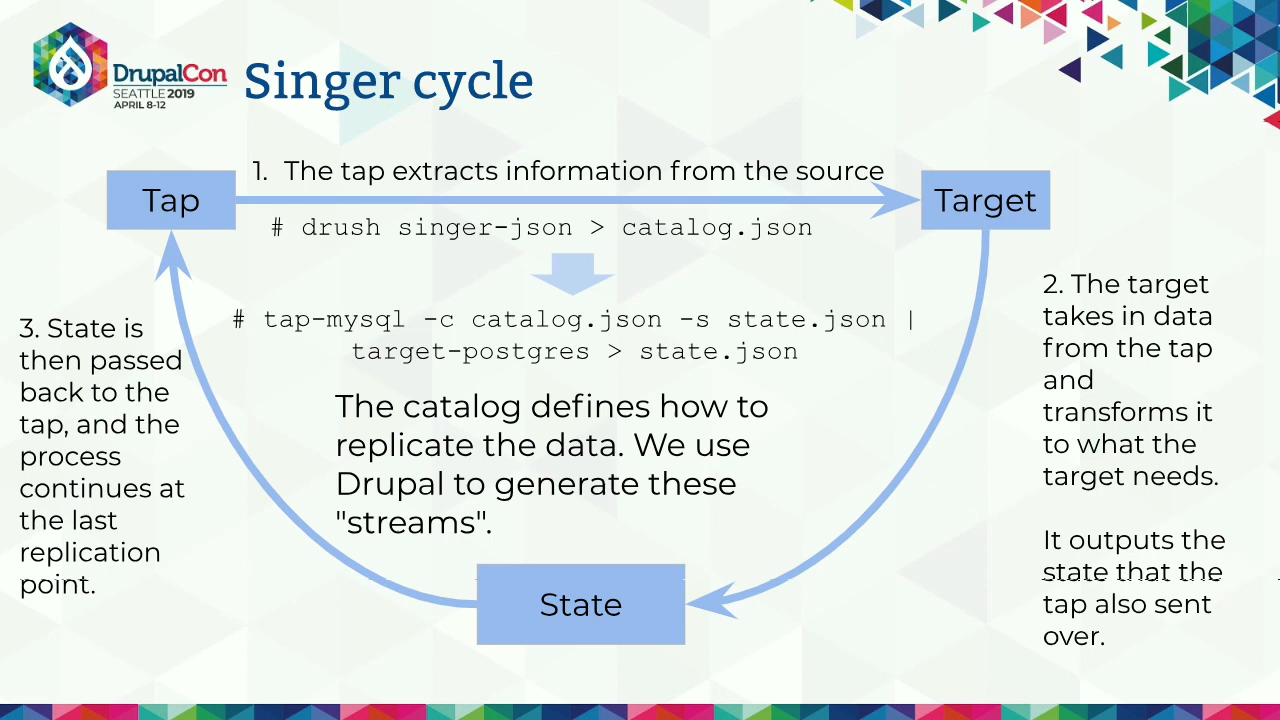 DrupalCon
SEATTLE 2019
APRIL 8-12
Singer cycle
1. The tap extracts information from the source
Tap
Target
# drush singer-json > catalog.json
# tap-mysql -c catalog.json -s state.json |
target-postgres > state.json
The catalog defines how to
replicate the data. We use
Drupal to generate these
"streams".
2. The target
takes in data
from the tap
and
transforms it
to what the
target needs.
It outputs the
state that the
tap also sent
over.
State
3. State is
then passed
back to the
tap, and the
process
continues at
the last
replication
point.